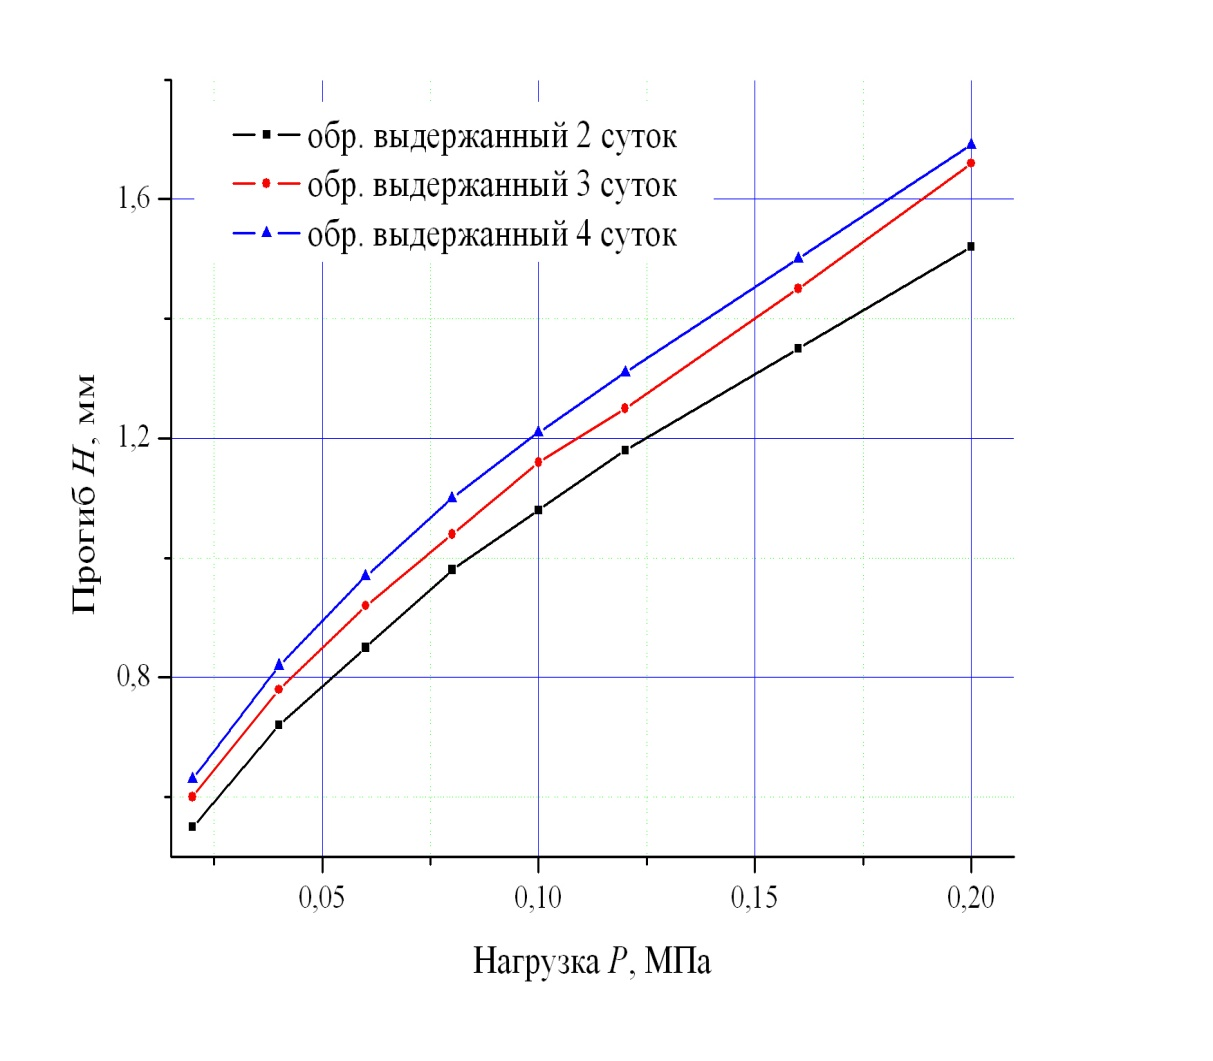 обр. выдержанный 2 суток
обр. выдержанный 3 суток
обр. выдержанный 4 суток
1,6
1,2
0,8
Прогиб H, мм
0,05 0,10 0,15 0,20
Нагрузка P, МПа